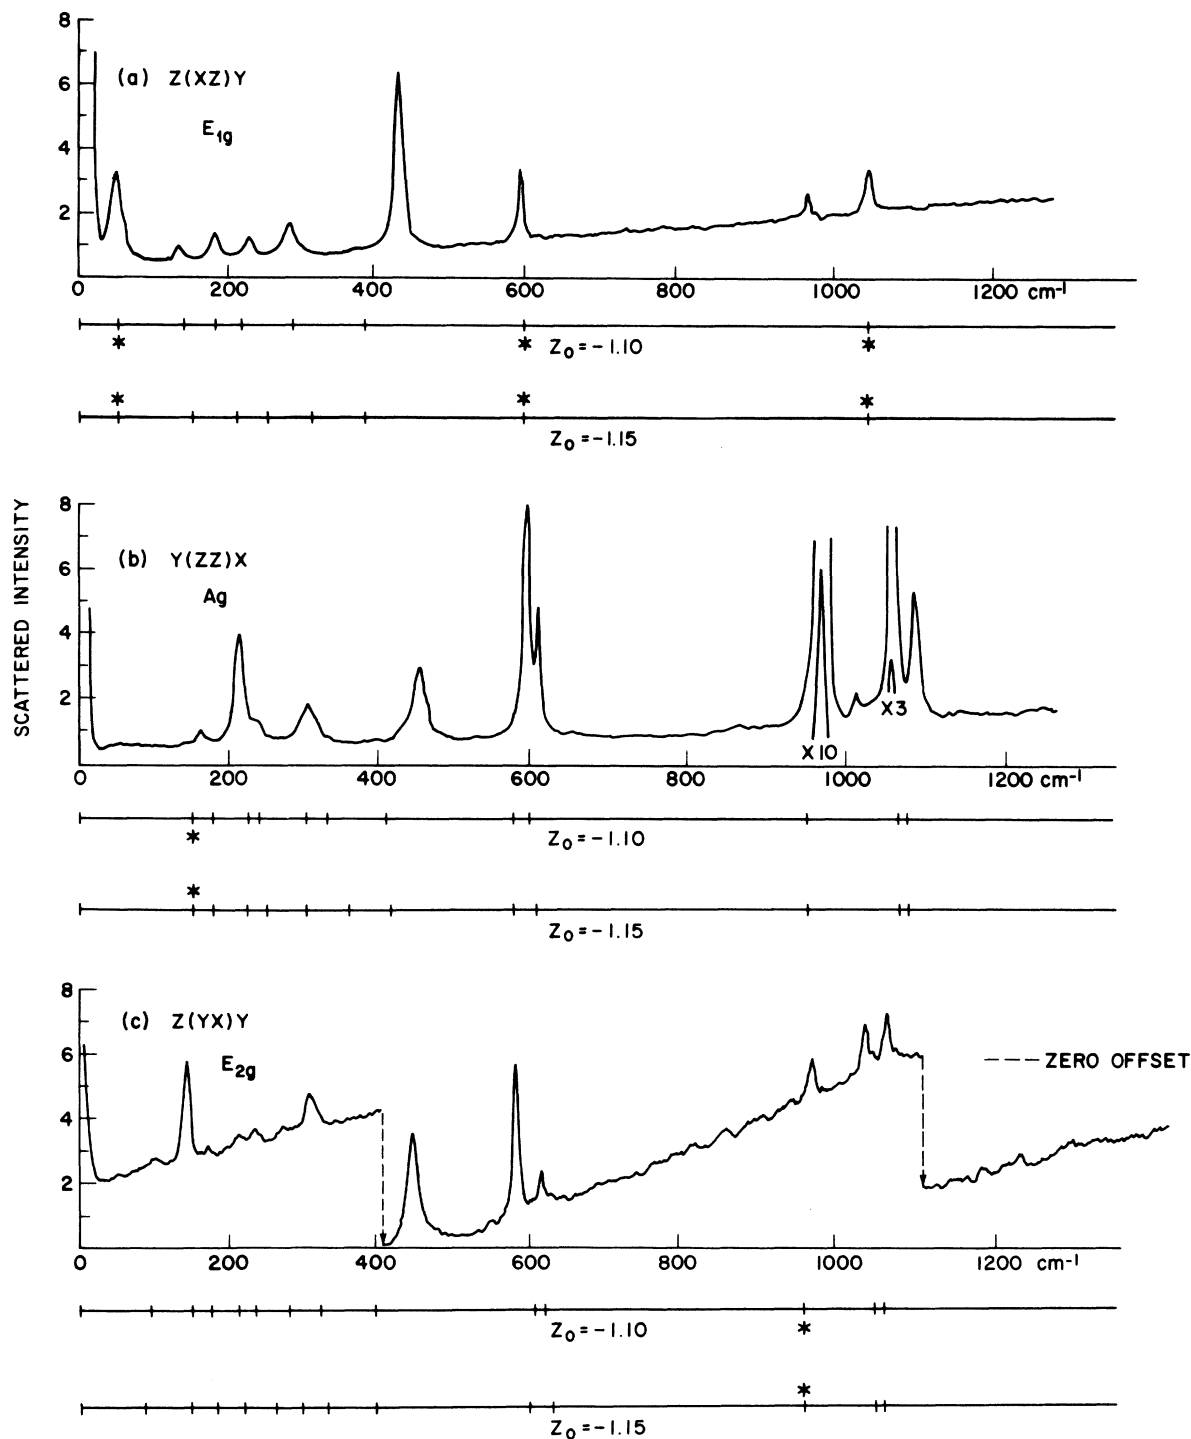 8
(a) Z(XZ)Y
6
E1g
4
2
0 200 400 600 800 1000 1200 cm-1
* * Z0=-1.10 *
* * *
Z0=-1.15
SCATTERED INTENSITY
8
(b) Y(ZZ)X
6
Ag
4
2
X3
X10
0 200 400 600 800 1000 1200 cm-1
* Z0=-1.10
*
Z0=-1.15
8
(c) Z(YX)Y
6
E2g
---ZERO OFFSET
4
2
0 200 400 600 800 1000 1200 cm-1
Z0=-1.10 *
*
Z0=-1.15